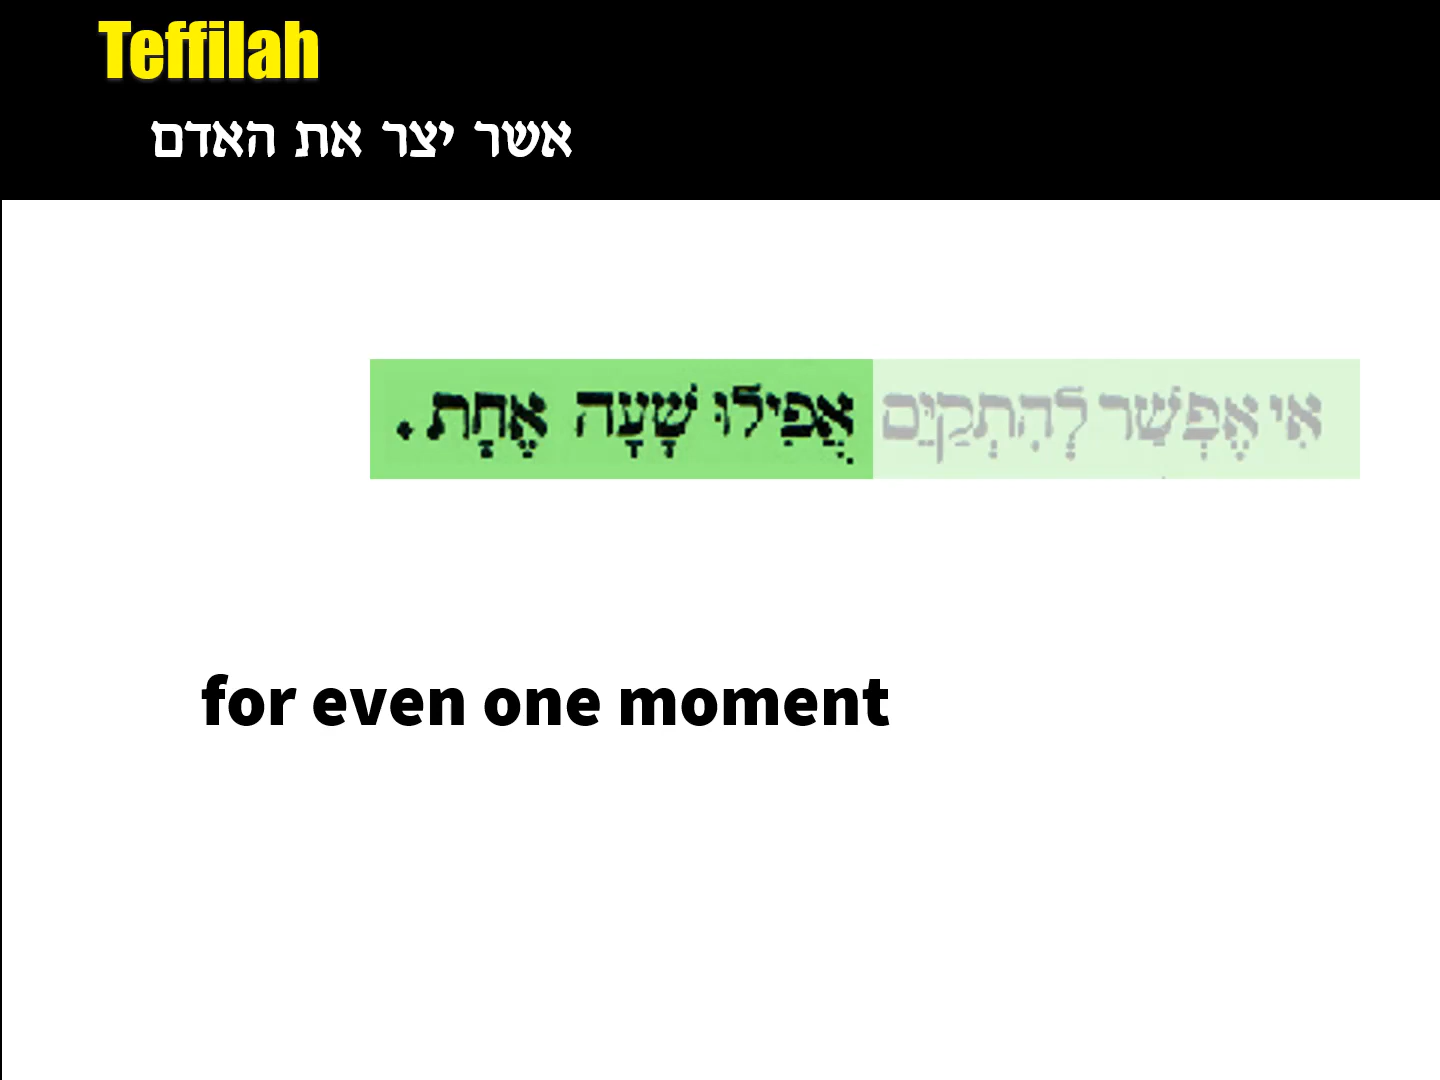 Teffilah
אשר יצר את האדם
אִי אֶפְשַׁר לְהִתְקַיֵּם אֲפִילוּ שָׁעָה אֶחָת.
for even one moment